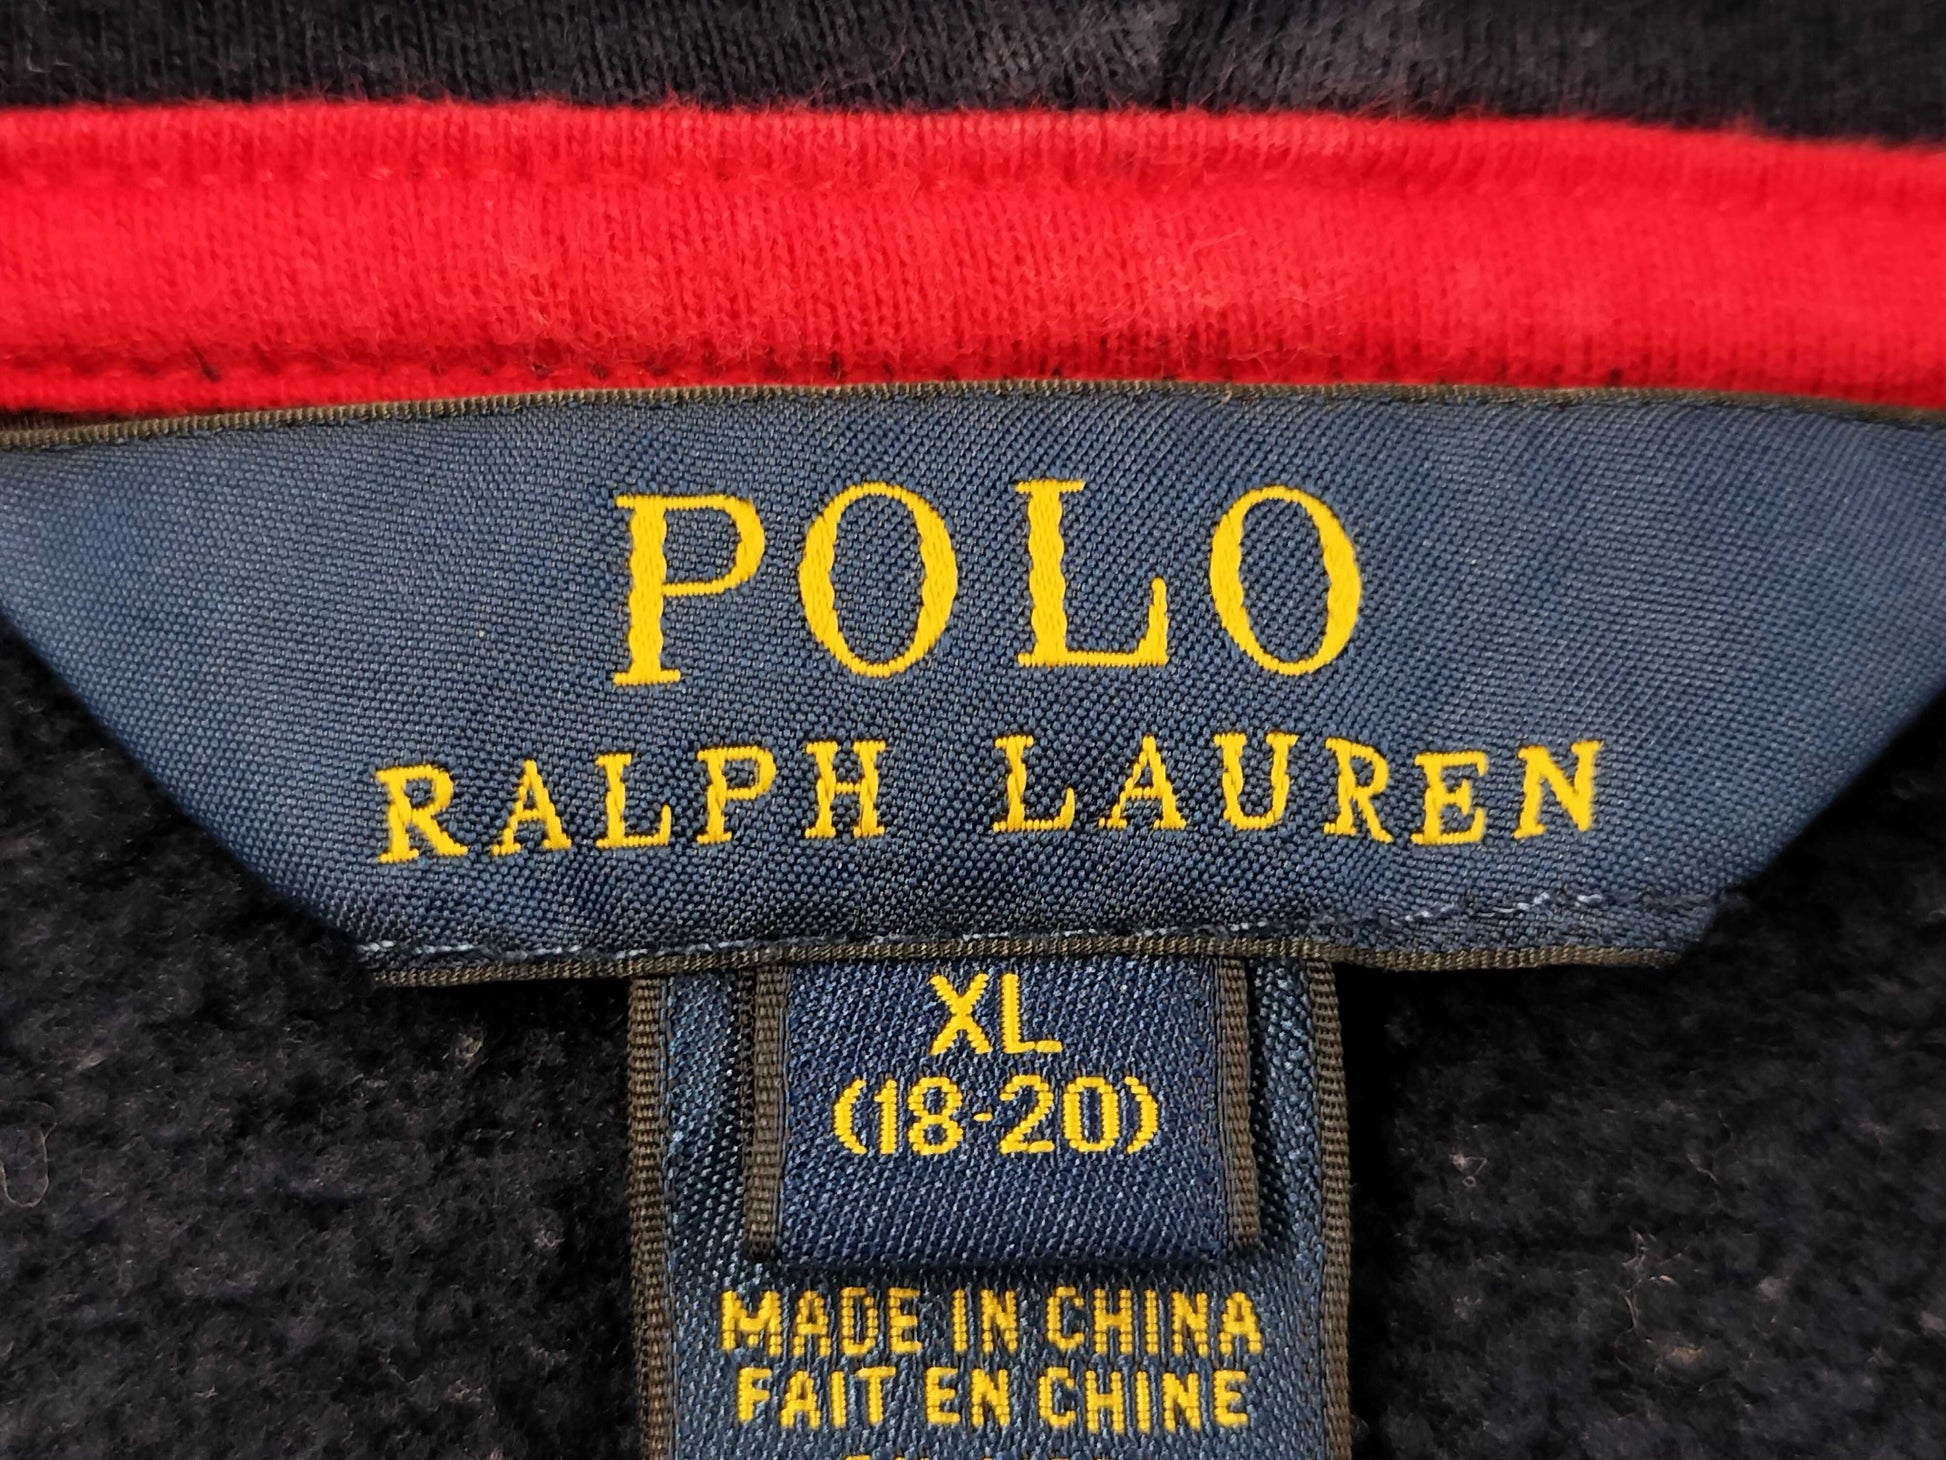 POLO
RALPH LAUREN
XL
(18-20)
MADE IN CHINA
FAIT EN CHINE